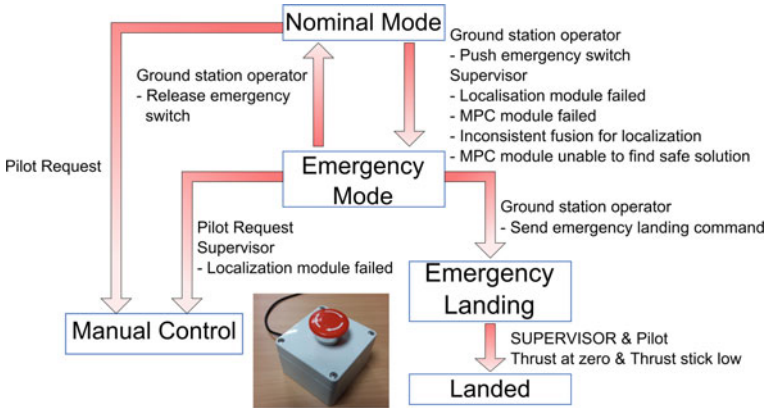 Nominal Mode
Ground station operator
- Push emergency switch
Supervisor
- Localisation module failed
- MPC module failed
- Inconsistent fusion for localization
- MPC module unable to find safe solution
Ground station operator
- Release emergency
switch
Pilot Request
Emergency
Mode
Pilot Request
Supervisor
- Localization module failed
Ground station operator
- Send emergency landing command
Emergency
Landing
Manual Control
SUPERVISOR & Pilot
Thrust at zero & Thrust stick low
Landed